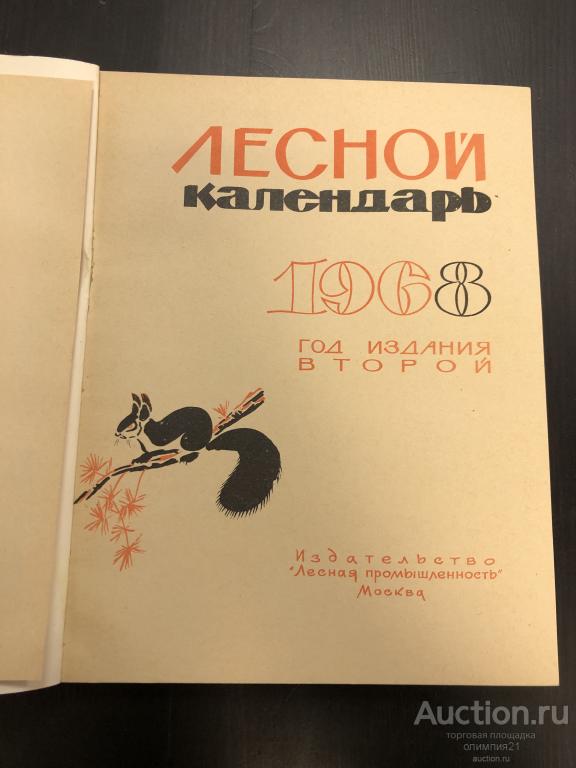 ЛЕСНОЙ
календарь
1968
ГОД ИЗДАНИЯ
ВТОРОЙ
Издательство
"Лесная промышленность"
Москва
Auction.ru
торговая площадка
олимпия21
auction.ru